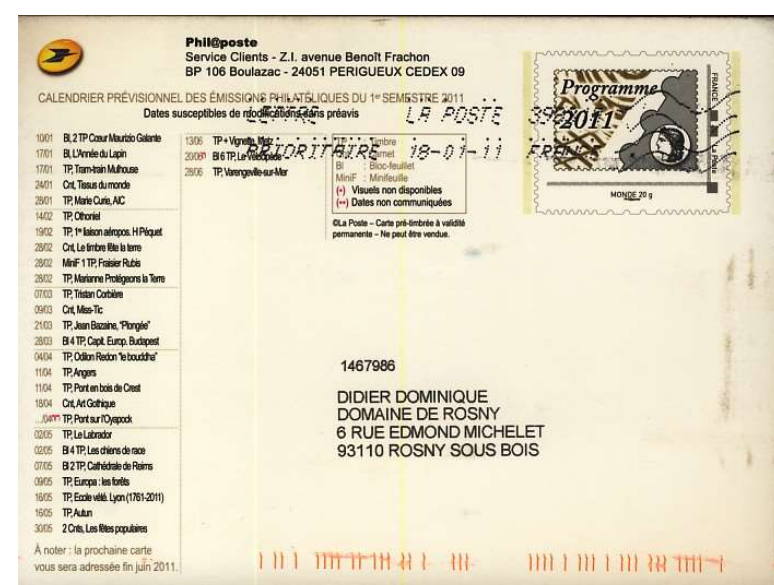 Phil@poste
Service Clients - Z.I. avenue Benoît Frachon
BP 106 Boulazac - 24051 PERIGUEUX CEDEX 09
CALENDRIER PRÉVISIONNEL DES ÉMISSIONS PHILATÉLIQUES DU 1er SEMESTRE 2011
Dates susceptibles de modifications sans préavis
10/01 Bl, 2 TP Cœur Maurizio Galante
17/01 Bl, L'Année du Lapin
17/01 TP, Tram-train Mulhouse
24/01 Cnt, Tissus du monde
28/01 TP, Marie Curie, AIC
14/02 TP, Othoniel
19/02 TP, 1re liaison aéropos. H Péquet
28/02 Cnt, Le timbre fête la terre
28/02 MiniF 1 TP, Fraisier Rubis
28/02 TP, Marianne Protégeons la Terre
07/03 TP, Tristan Corbière
09/03 Cnt, Miss-Tic
21/03 TP, Jean Bazaine, "Plongée"
28/03 Bl 4 TP, Capit. Europ. Budapest
04/04 TP, Odilon Redon "le bouddha"
11/04 TP, Angers
11/04 TP, Pont en bois de Crest
18/04 Cnt, Art Gothique
.../04(**) TP, Pont sur l'Oyapock
02/05 TP, Le Labrador
02/05 Bl 4 TP, Les chiens de race
07/05 Bl 2 TP, Cathédrale de Reims
09/05 TP, Europa : les forêts
16/05 TP, Ecole vété. Lyon (1761-2011)
16/05 TP, Autun
30/05 2 Cnts, Les fêtes populaires
À noter : la prochaine carte
vous sera adressée fin juin 2011.
13/06 TP + Vignette, Metz
20/06(*) Bl 6 TP, Le Vélocipède
28/06 TP, Varengeville-sur-Mer
TP : Timbre
Bl : Bloc-feuillet
MiniF : Minifeuille
(*) Visuels non disponibles
(**) Dates non communiquées
©La Poste – Carte pré-timbrée à validité
permanente – Ne peut être vendue.
LETTRE LA POSTE
PRIORITAIRE 18-01-11
Programme
2011
FRANCE
La Poste
MONDE 20 g
1467986
DIDIER DOMINIQUE
DOMAINE DE ROSNY
6 RUE EDMOND MICHELET
93110 ROSNY SOUS BOIS